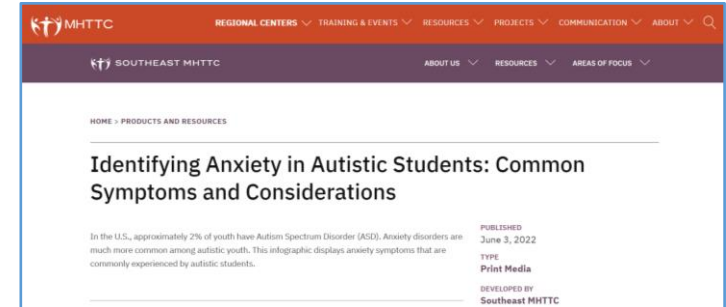 MHTTC
REGIONAL CENTERS TRAINING & EVENTS RESOURCES PROJECTS COMMUNICATION ABOUT
SOUTHEAST MHTTC
ABOUT US RESOURCES AREAS OF FOCUS
HOME > PRODUCTS AND RESOURCES
Identifying Anxiety in Autistic Students: Common
Symptoms and Considerations
In the U.S., approximately 2% of youth have Autism Spectrum Disorder (ASD). Anxiety disorders are
much more common among autistic youth. This infographic displays anxiety symptoms that are
commonly experienced by autistic students.
PUBLISHED
June 3, 2022
TYPE
Print Media
DEVELOPED BY
Southeast MHTTC